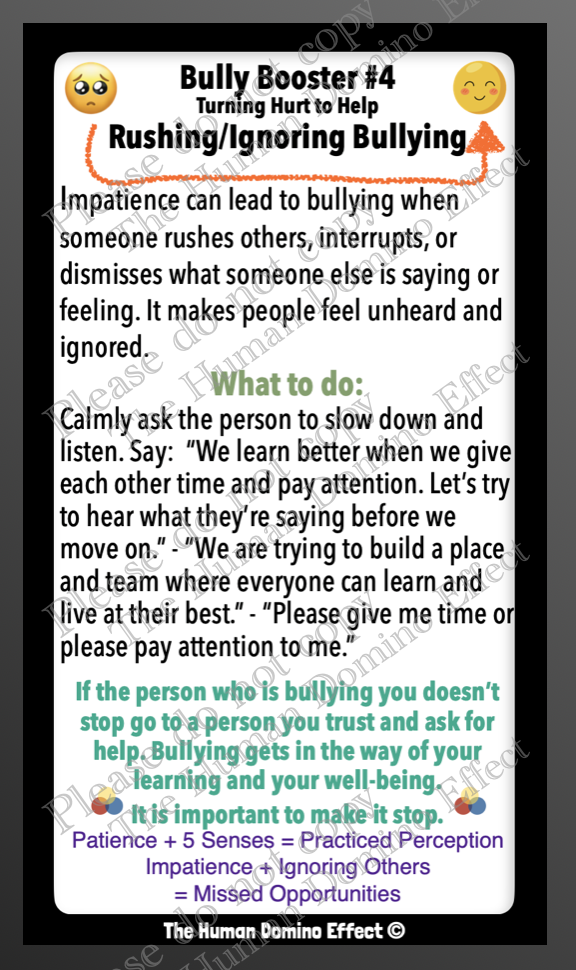 Bully Booster #4
Turning Hurt to Help
Rushing/Ignoring Bullying
Impatience can lead to bullying when
someone rushes others, interrupts, or
dismisses what someone else is saying or
feeling. It makes people feel unheard and
ignored.
What to do:
Calmly ask the person to slow down and
listen. Say:  “We learn better when we give
each other time and pay attention. Let’s try
to hear what they’re saying before we
move on.” - “We are trying to build a place
and team where everyone can learn and
live at their best.” - “Please give me time or
please pay attention to me.”
If the person who is bullying you doesn’t
stop go to a person you trust and ask for
help. Bullying gets in the way of your
learning and your well-being.
It is important to make it stop.
Patience + 5 Senses = Practiced Perception
Impatience + Ignoring Others
= Missed Opportunities
The Human Domino Effect ©
Please do not copy
The Human Domino Effect
Please do not copy
The Human Domino Effect
Please do not copy
The Human Domino Effect
Please do not copy
The Human Domino Effect
Please do not copy